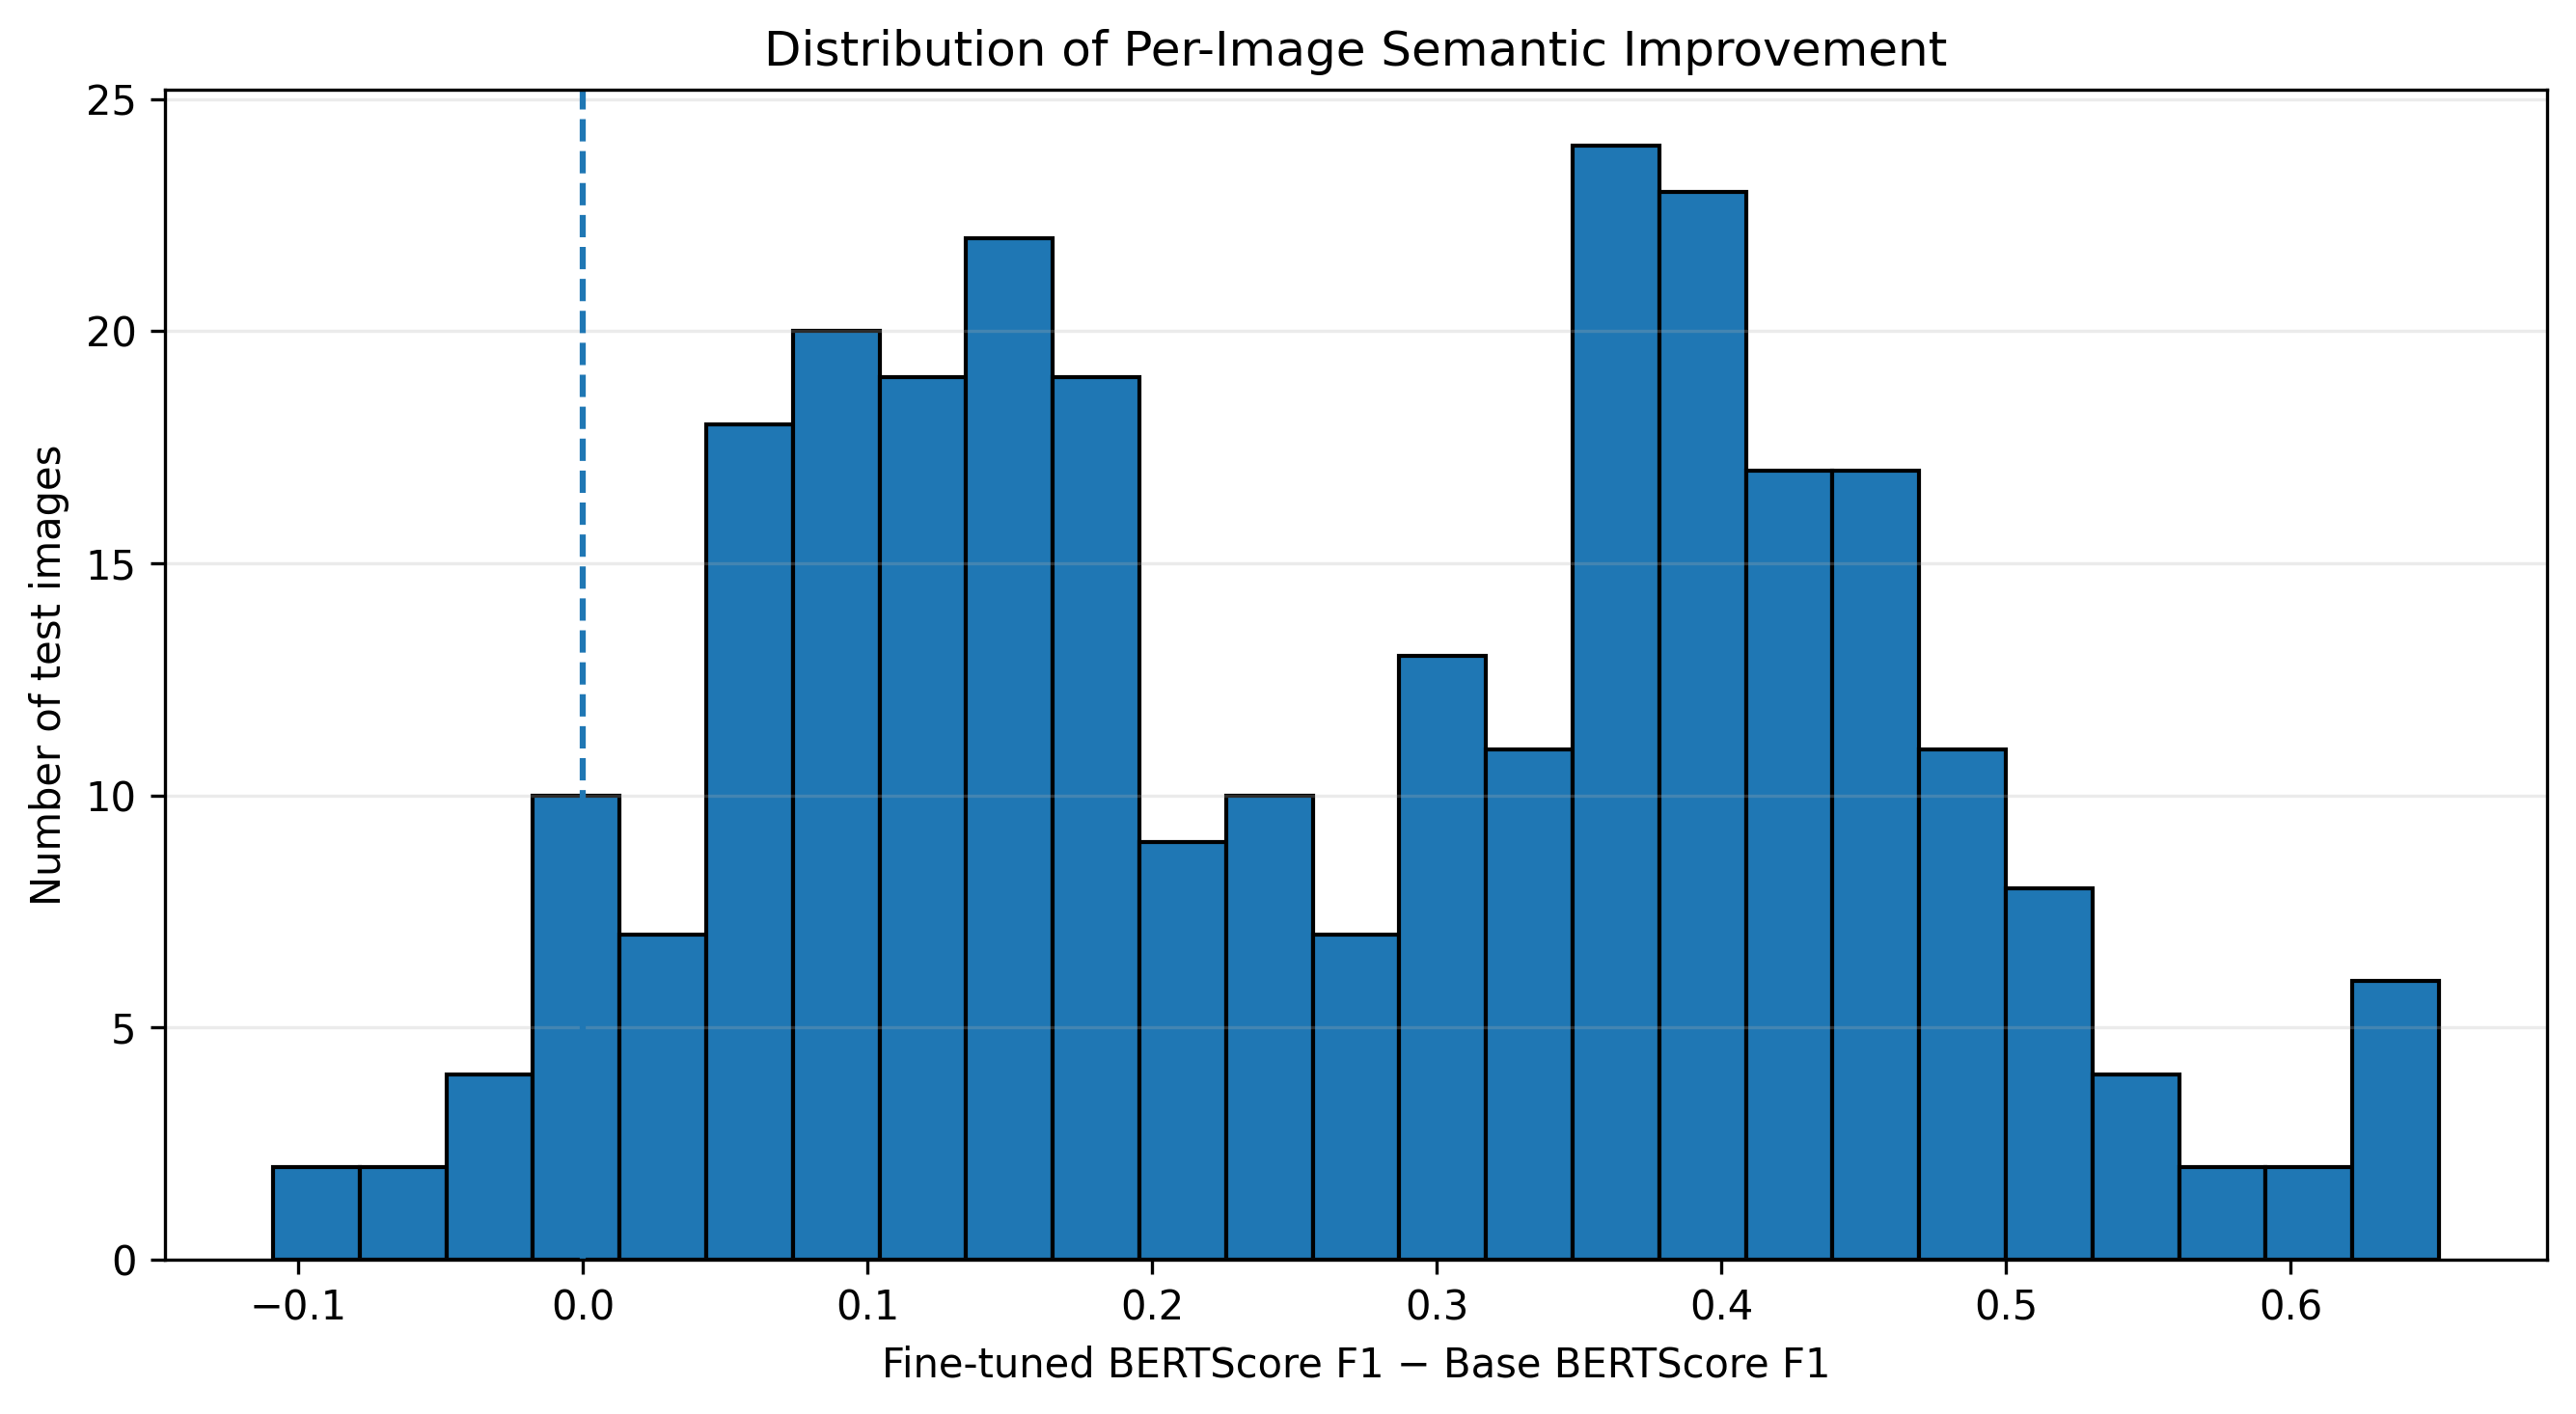 Distribution of Per-Image Semantic Improvement
25
20
15
10
5
0
Number of test images
−0.1 0.0 0.1 0.2 0.3 0.4 0.5 0.6
Fine-tuned BERTScore F1 − Base BERTScore F1